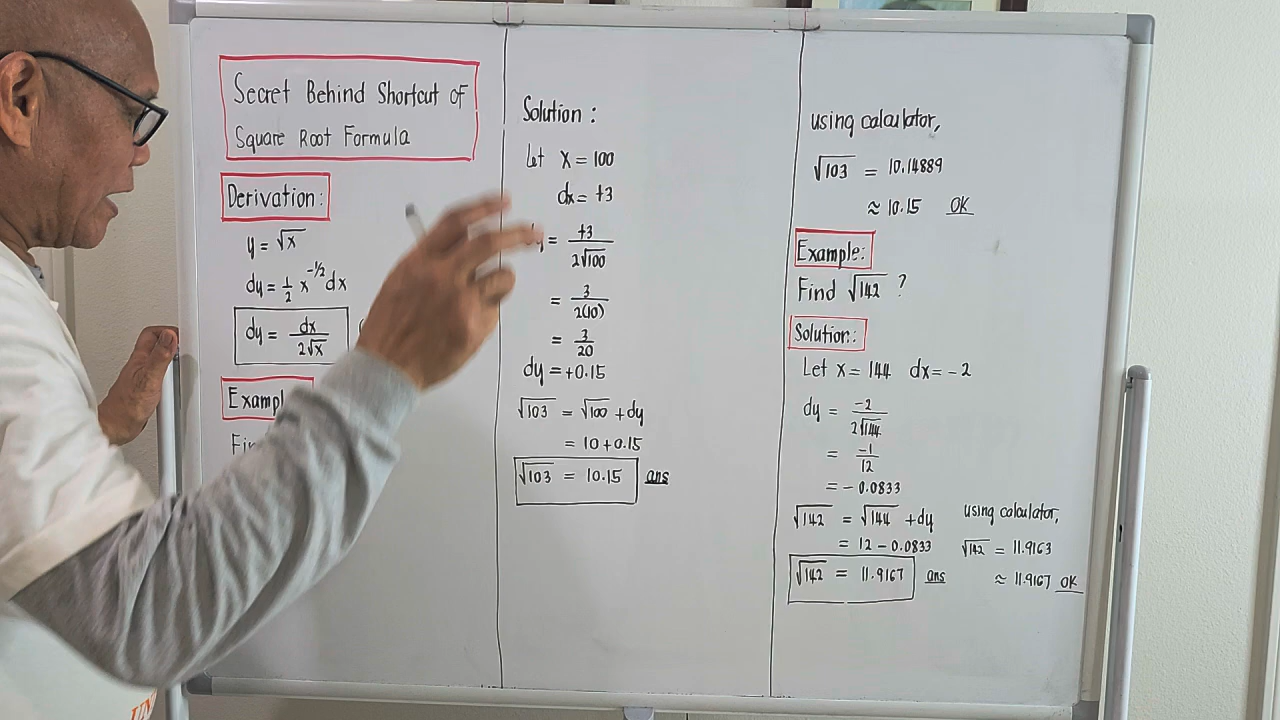 Secret Behind Shortcut of
Square Root Formula
Derivation:
y = √x
dy = 1/2 x^-1/2 dx
dy = dx/2√x
Solution:
Let x = 100
dx = +3
= +3/2√100
= 3/2(10)
= 3/20
dy = +0.15
√103 = √100 + dy
= 10 + 0.15
√103 = 10.15 ans
using calculator,
√103 = 10.14889
≈ 10.15 OK
Example:
Find √142 ?
Solution:
Let x = 144 dx = -2
dy = -2/2√144
= -1/12
= -0.0833
√142 = √144 + dy
= 12 - 0.0833
√142 = 11.9167 ans
using calculator,
√142 = 11.9163
≈ 11.9167 OK